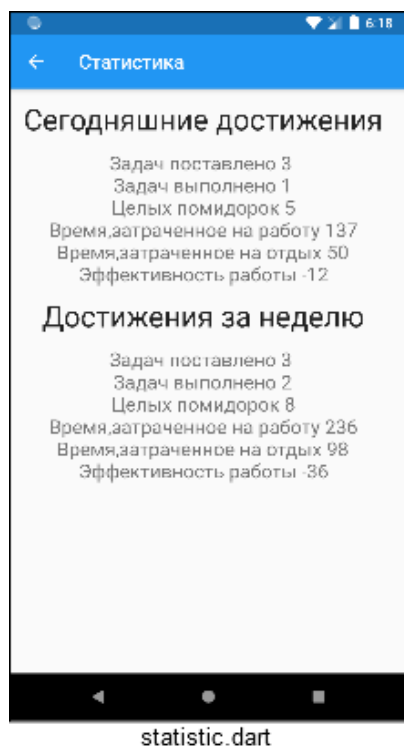 6:18
Статистика
Сегодняшние достижения
Задач поставлено 3
Задач выполнено 1
Целых помидорок 5
Время,затраченное на работу 137
Время,затраченное на отдых 50
Эффективность работы -12
Достижения за неделю
Задач поставлено 3
Задач выполнено 2
Целых помидорок 8
Время,затраченное на работу 236
Время,затраченное на отдых 98
Эффективность работы -36
statistic.dart